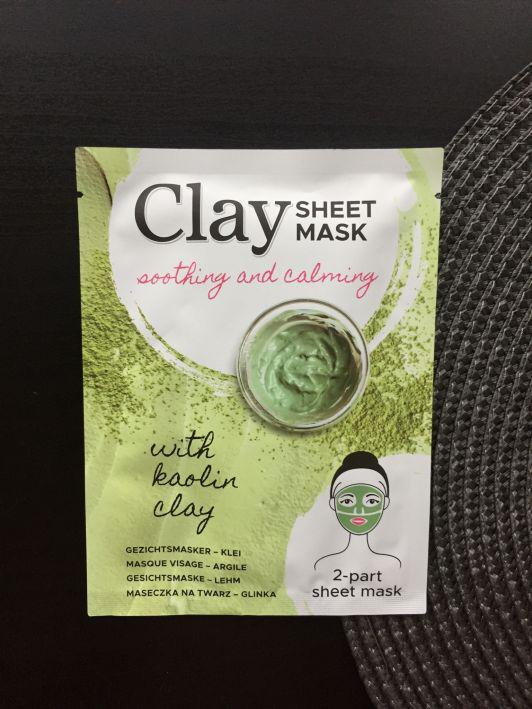 Clay SHEET
MASK
soothing and calming
with
kaolin
clay
GEZICHTSMASKER – KLEI
MASQUE VISAGE – ARGILE
GESICHTSMASKE – LEHM
MASECZKA NA TWARZ – GLINKA
2-part
sheet mask